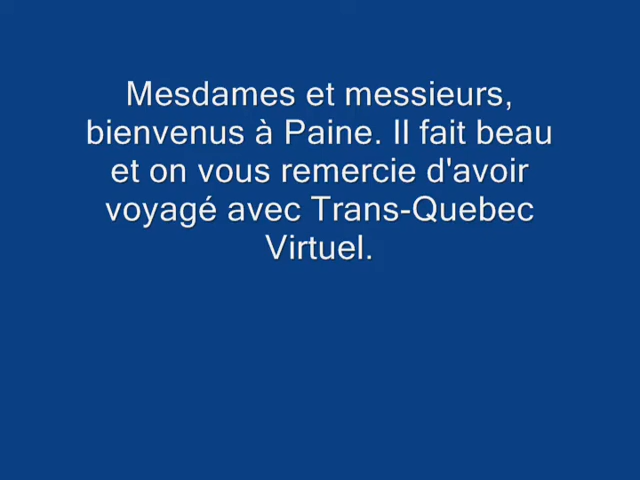 Mesdames et messieurs,
bienvenus à Paine. Il fait beau
et on vous remercie d'avoir
voyagé avec Trans-Quebec
Virtuel.